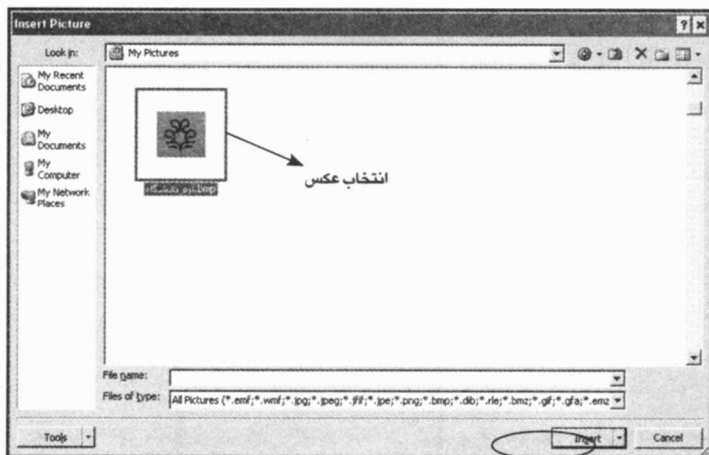 Insert Picture
Look in:
My Pictures
My Recent
Documents
Desktop
My
Documents
My
Computer
My Network
Places
.bmp
انتخاب عکس
File name:
Files of type:
All Pictures (*.emf;*.wmf;*.jpg;*.jpeg;*.jfif;*.jpe;*.png;*.bmp;*.dib;*.rle;*.bmz;*.gif;*.gfa;*.emz
Tools
Insert
Cancel